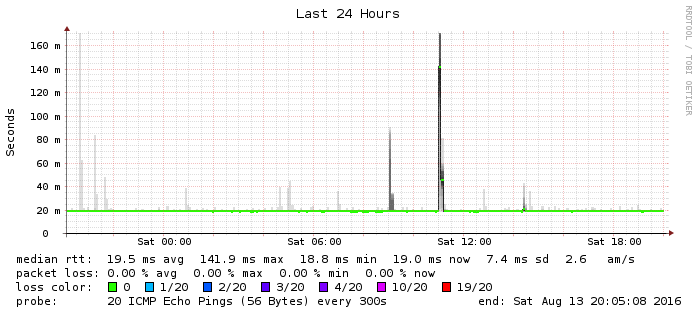 Last 24 Hours
RRDTOOL / TOBI OETIKER
Seconds
160 m
140 m
120 m
100 m
80 m
60 m
40 m
20 m
0
Sat 00:00 Sat 06:00 Sat 12:00 Sat 18:00
median rtt: 19.5 ms avg 141.9 ms max 18.8 ms min 19.0 ms now 7.4 ms sd 2.6 am/s
packet loss: 0.00 % avg 0.00 % max 0.00 % min 0.00 % now
loss color: 0 1/20 2/20 3/20 4/20 10/20 19/20
probe: 20 ICMP Echo Pings (56 Bytes) every 300s end: Sat Aug 13 20:05:08 2016